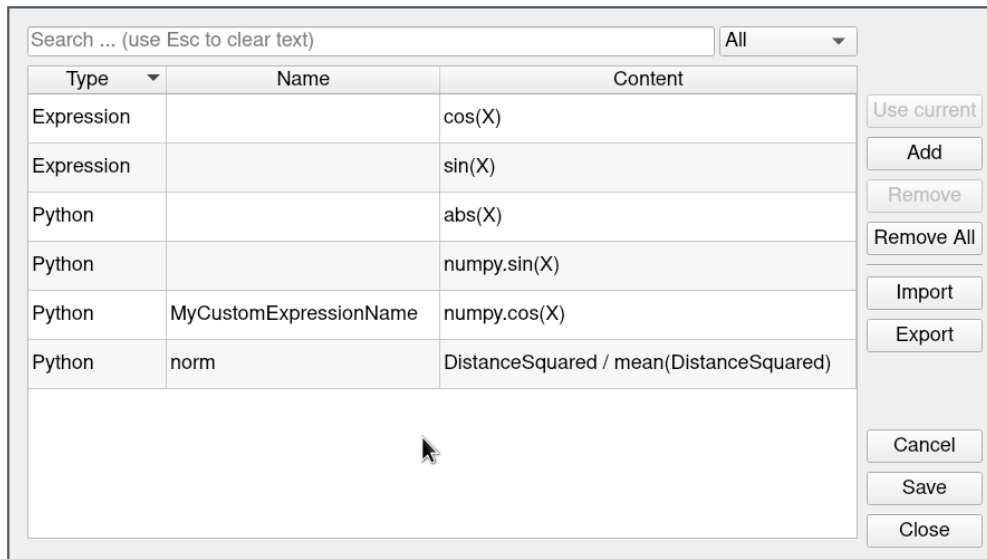 Search ... (use Esc to clear text) All
Type Name Content
Expression cos(X)
Use current
Add
Expression sin(X)
Remove
Python abs(X)
Remove All
Python numpy.sin(X)
Import
Python MyCustomExpressionName numpy.cos(X)
Export
Python norm DistanceSquared / mean(DistanceSquared)
Cancel
Save
Close